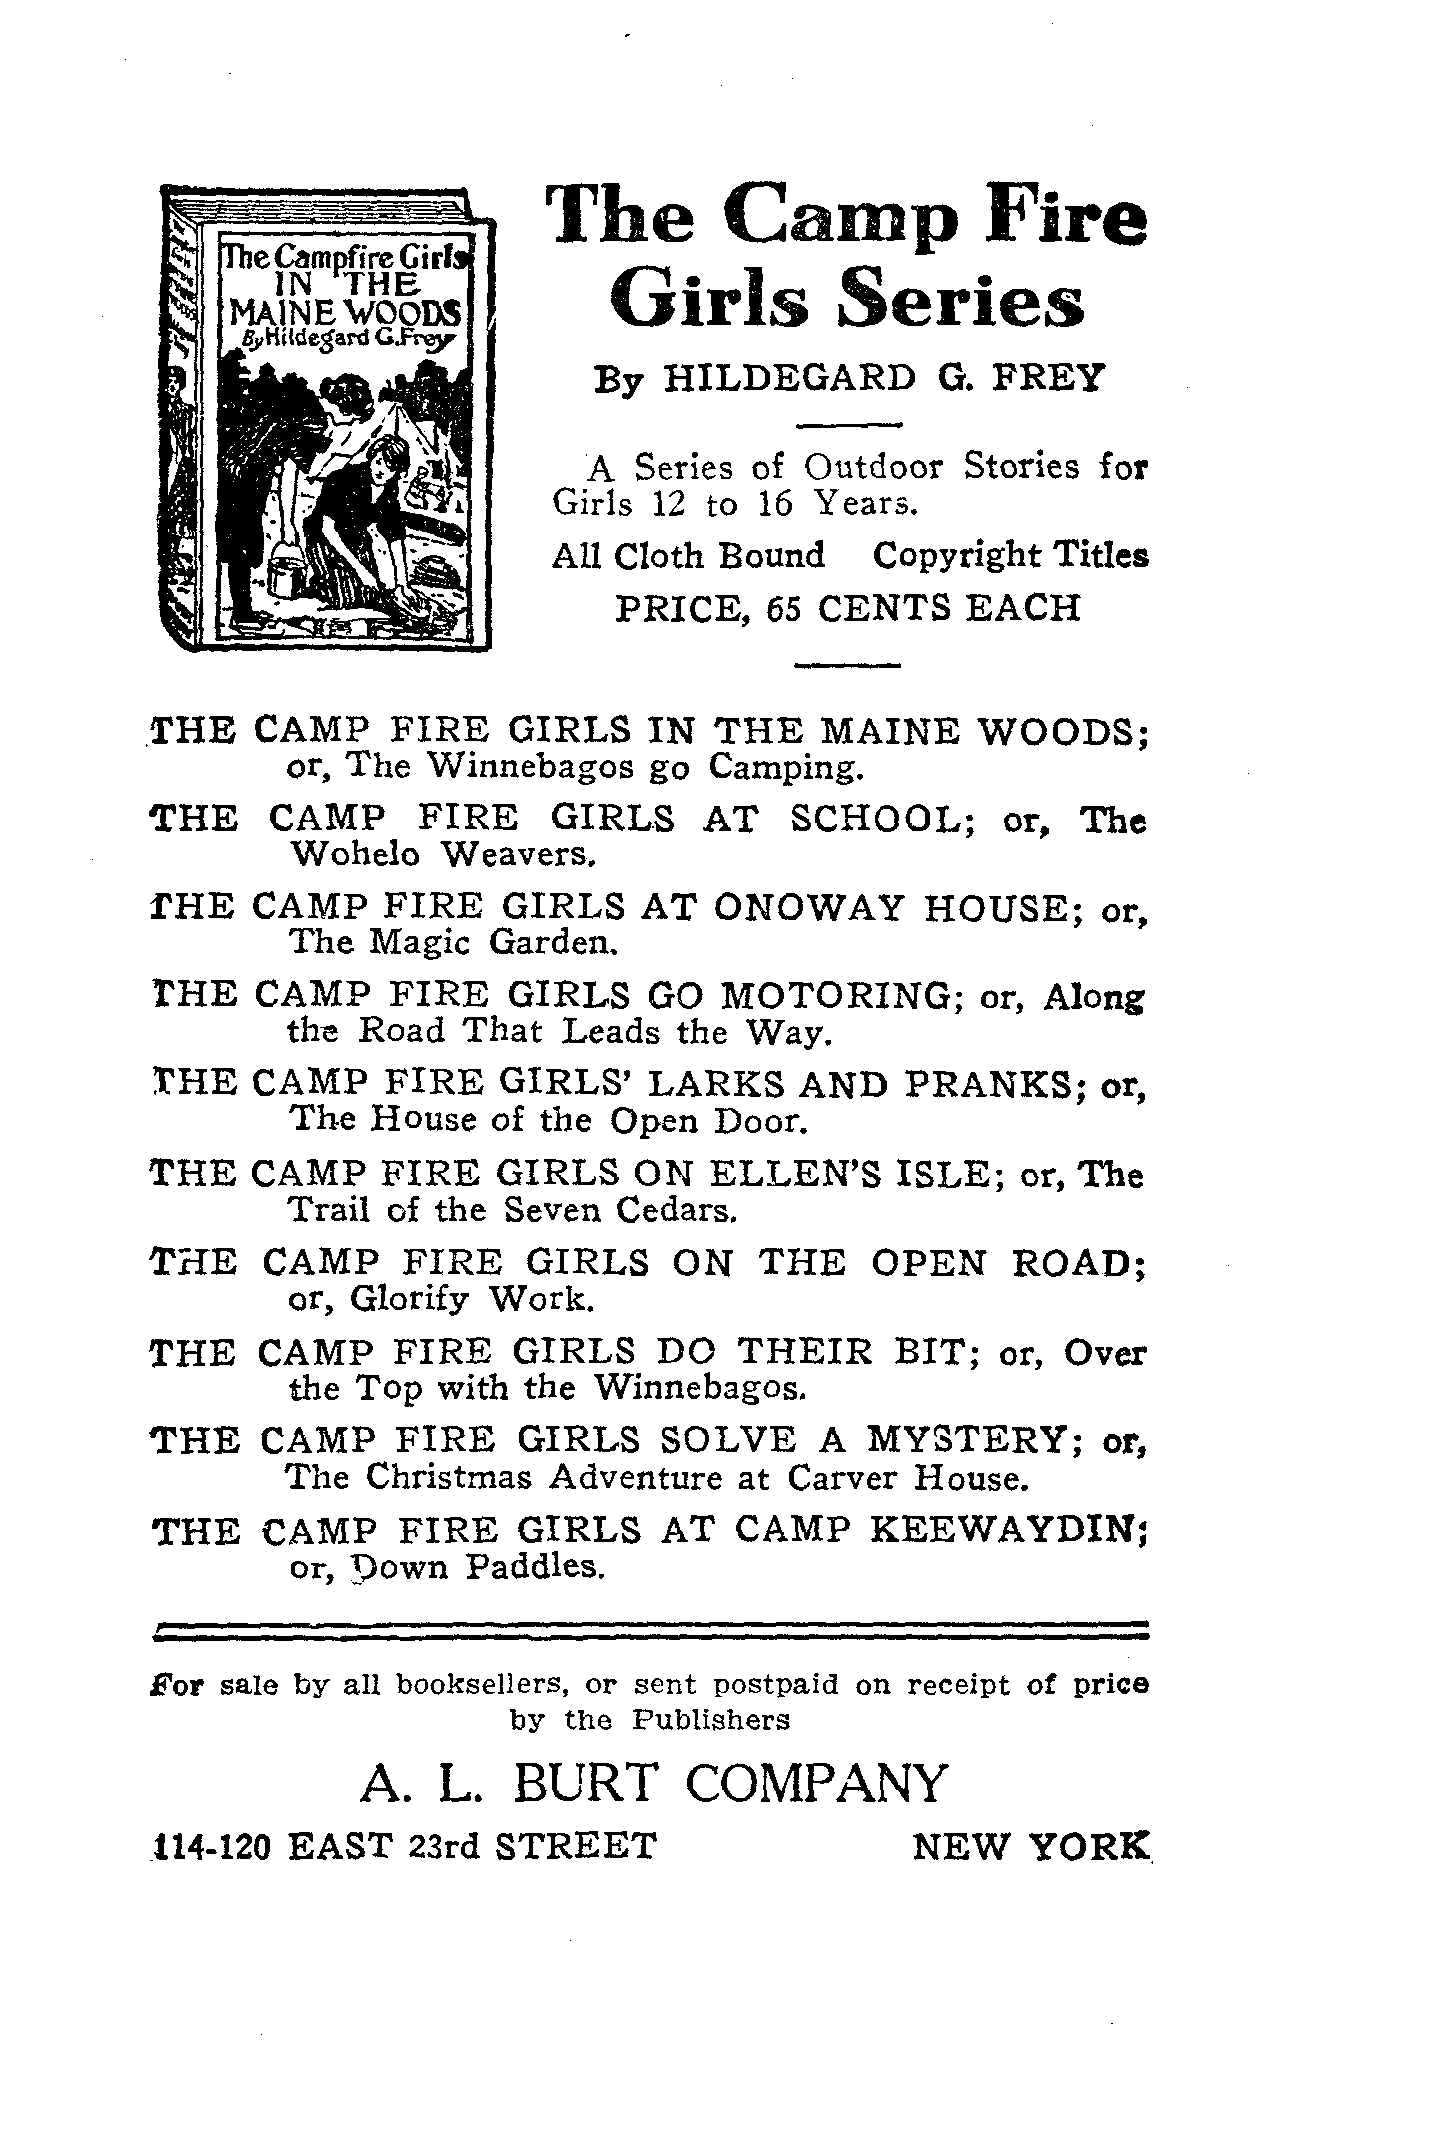 The Campfire Girls
IN THE
MAINE WOODS
By Hildegard G. Frey
The Camp Fire
Girls Series
By HILDEGARD G. FREY
A Series of Outdoor Stories for
Girls 12 to 16 Years.
All Cloth Bound Copyright Titles
PRICE, 65 CENTS EACH
THE CAMP FIRE GIRLS IN THE MAINE WOODS;
or, The Winnebagos go Camping.
THE CAMP FIRE GIRLS AT SCHOOL; or, The
Wohelo Weavers.
THE CAMP FIRE GIRLS AT ONOWAY HOUSE; or,
The Magic Garden.
THE CAMP FIRE GIRLS GO MOTORING; or, Along
the Road That Leads the Way.
THE CAMP FIRE GIRLS' LARKS AND PRANKS; or,
The House of the Open Door.
THE CAMP FIRE GIRLS ON ELLEN'S ISLE; or, The
Trail of the Seven Cedars.
THE CAMP FIRE GIRLS ON THE OPEN ROAD;
or, Glorify Work.
THE CAMP FIRE GIRLS DO THEIR BIT; or, Over
the Top with the Winnebagos.
THE CAMP FIRE GIRLS SOLVE A MYSTERY; or,
The Christmas Adventure at Carver House.
THE CAMP FIRE GIRLS AT CAMP KEEWAYDIN;
or, Down Paddles.
For sale by all booksellers, or sent postpaid on receipt of price
by the Publishers
A. L. BURT COMPANY
114-120 EAST 23rd STREET NEW YORK